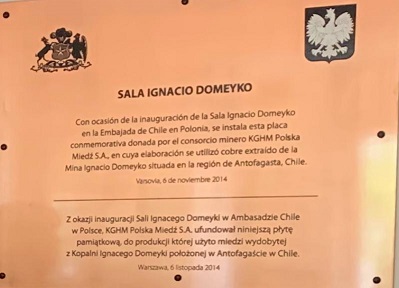 SALA IGNACIO DOMEYKO
Con ocasión de la inauguración de la Sala Ignacio Domeyko
en la Embajada de Chile en Polonia, se instala esta placa
conmemorativa donada por el consorcio minero KGHM Polska
Miedź S.A., en cuya elaboración se utilizó cobre extraído de la
Mina Ignacio Domeyko situada en la región de Antofagasta, Chile.
Varsovia, 6 de noviembre 2014
Z okazji inauguracji Sali Ignacego Domeyki w Ambasadzie Chile
w Polsce, KGHM Polska Miedź S.A. ufundował niniejszą płytę
pamiątkową, do produkcji której użyto miedzi wydobytej
z Kopalni Ignacego Domeyki położonej w Antofagaście w Chile.
Warszawa, 6 listopada 2014